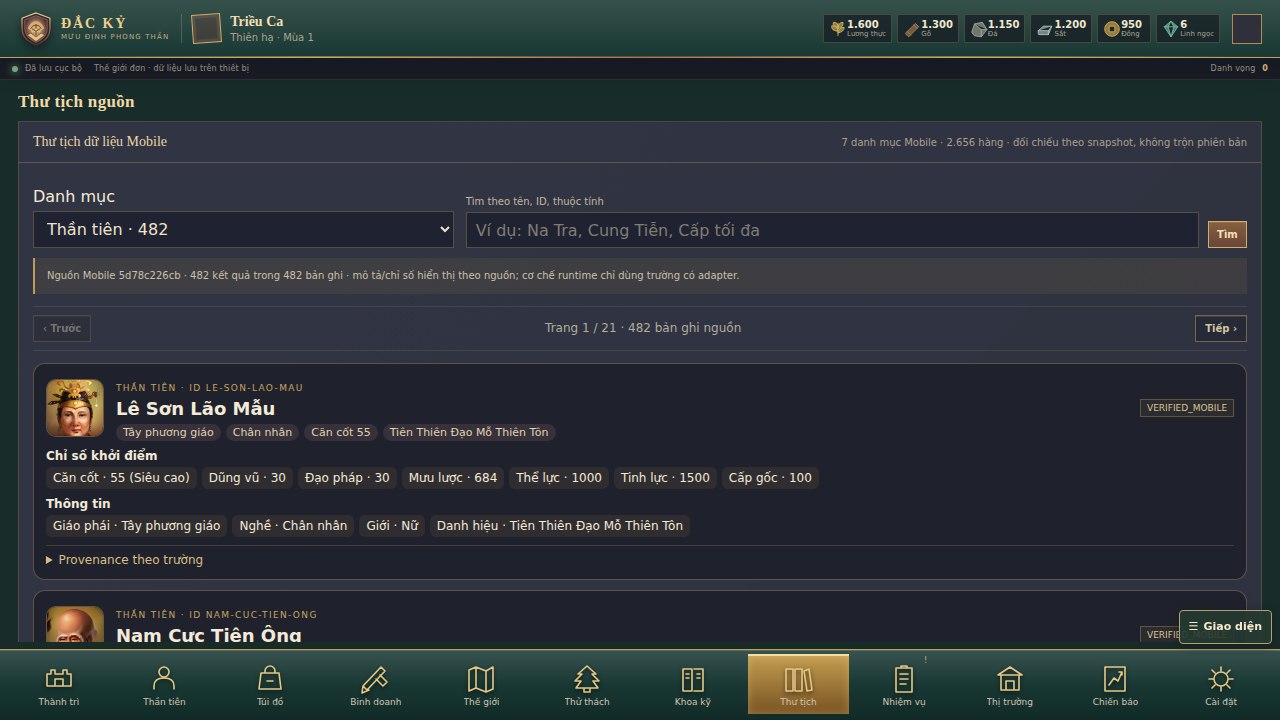 ĐẮC KỶ
MƯU ĐỊNH PHONG THẦN
Triều Ca
Thiên hạ · Mùa 1
1.600
Lương thực
1.300
Gỗ
1.150
Đá
1.200
Sắt
950
Đồng
6
Linh ngọc
Đã lưu cục bộ
Thế giới đơn · dữ liệu lưu trên thiết bị
Danh vọng 0
Thư tịch nguồn
Thư tịch dữ liệu Mobile
7 danh mục Mobile · 2.656 hàng · đối chiếu theo snapshot, không trộn phiên bản
Danh mục
Thần tiên · 482
Tìm theo tên, ID, thuộc tính
Ví dụ: Na Tra, Cung Tiễn, Cấp tối đa
Tìm
Nguồn Mobile 5d78c226cb · 482 kết quả trong 482 bản ghi · mô tả/chỉ số hiển thị theo nguồn; cơ chế runtime chỉ dùng trường có adapter.
‹ Trước
Trang 1 / 21 · 482 bản ghi nguồn
Tiếp ›
THẦN TIÊN · ID LE-SON-LAO-MAU
Lê Sơn Lão Mẫu
VERIFIED_MOBILE
Tây phương giáo
Chân nhân
Căn cốt 55
Tiên Thiên Đạo Mỗ Thiên Tôn
Chỉ số khởi điểm
Căn cốt · 55 (Siêu cao)
Dũng vũ · 30
Đạo pháp · 30
Mưu lược · 684
Thể lực · 1000
Tinh lực · 1500
Cấp gốc · 100
Thông tin
Giáo phái · Tây phương giáo
Nghề · Chân nhân
Giới · Nữ
Danh hiệu · Tiên Thiên Đạo Mỗ Thiên Tôn
▶ Provenance theo trường
THẦN TIÊN · ID NAM-CUC-TIEN-ONG
Nam Cực Tiên Ông
VERIFIED_MOBILE
☰ Giao diện
Thành trì
Thần tiên
Túi đồ
Binh doanh
Thế giới
Thử thách
Khoa kỹ
Thư tịch
Nhiệm vụ
!
Thị trường
Chiến báo
Cài đặt